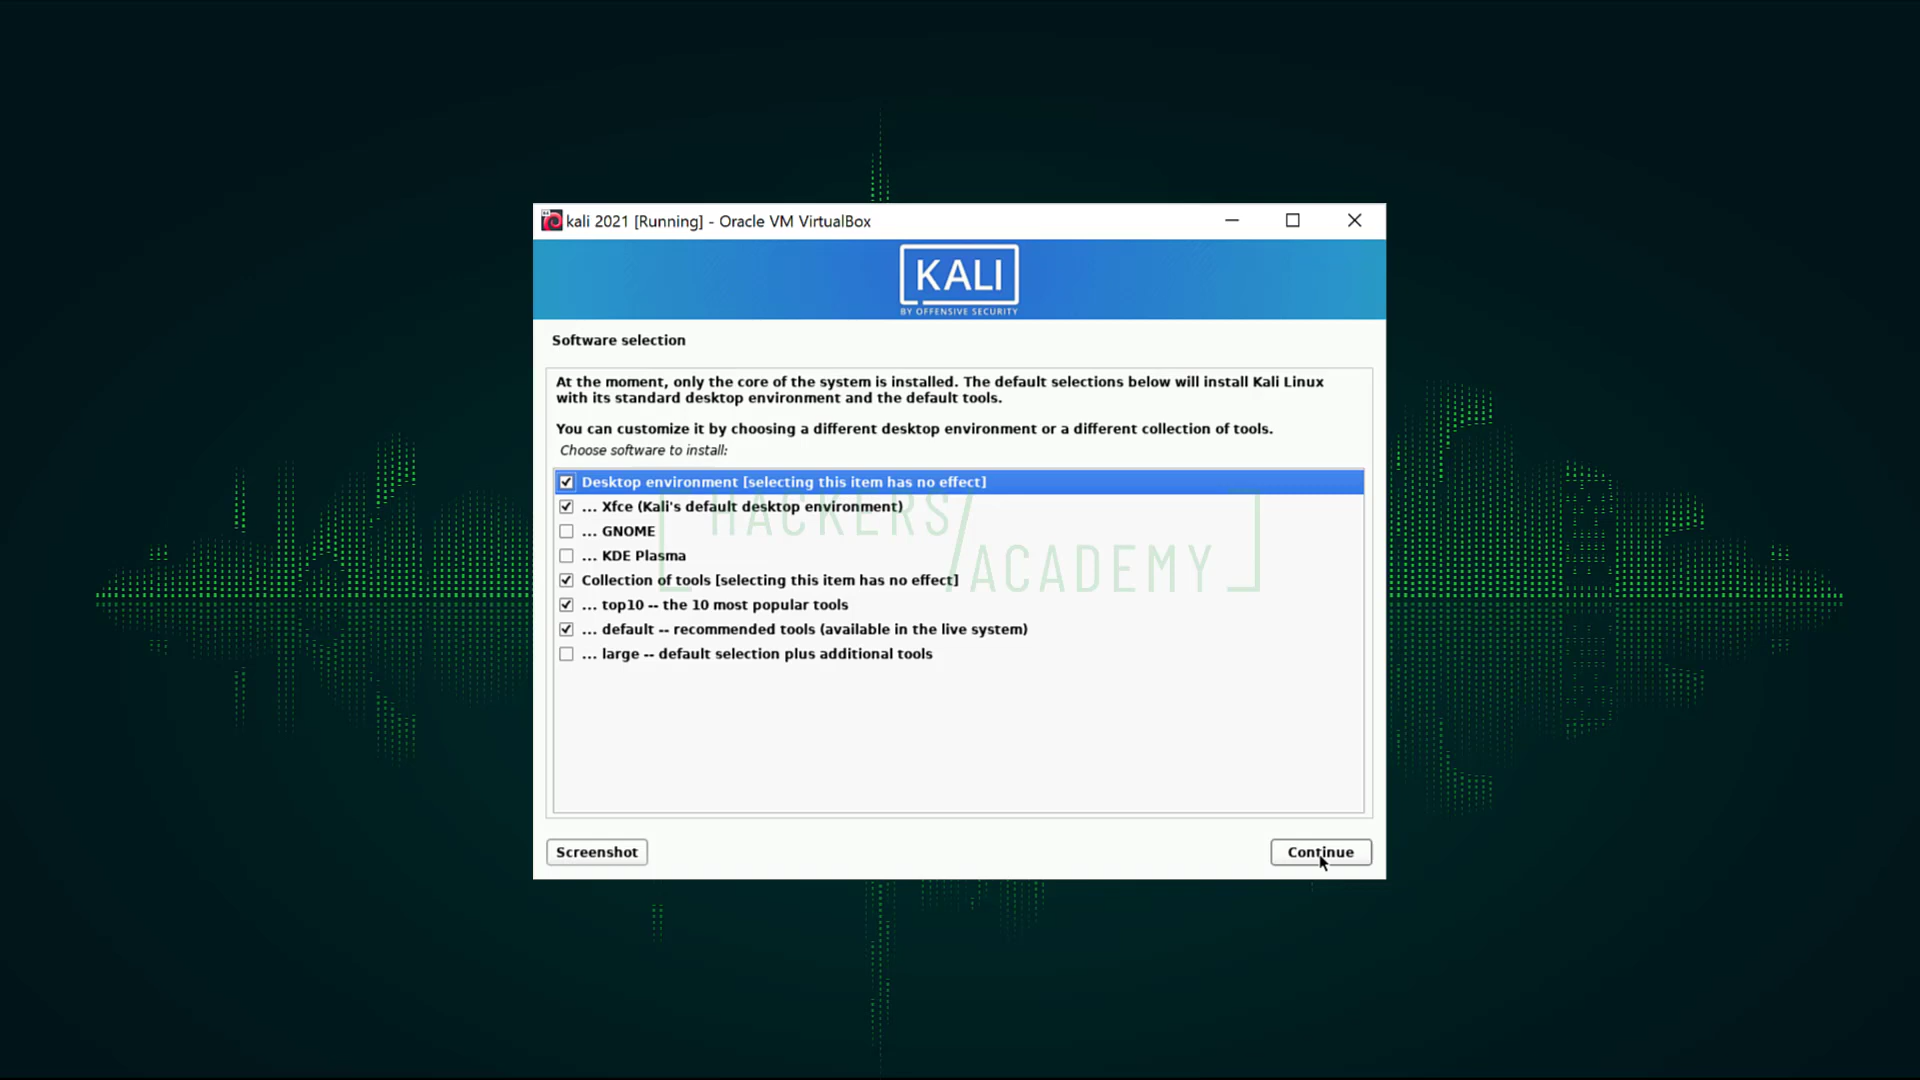 kali 2021 [Running] - Oracle VM VirtualBox
KALI
BY OFFENSIVE SECURITY
Software selection
At the moment, only the core of the system is installed. The default selections below will install Kali Linux
with its standard desktop environment and the default tools.
You can customize it by choosing a different desktop environment or a different collection of tools.
Choose software to install:
Desktop environment [selecting this item has no effect]
... Xfce (Kali's default desktop environment)
HACKERS
... GNOME
... KDE Plasma
ACADEMY
Collection of tools [selecting this item has no effect]
... top10 -- the 10 most popular tools
... default -- recommended tools (available in the live system)
... large -- default selection plus additional tools
Screenshot
Continue